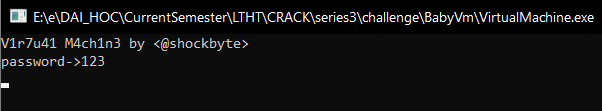 E:\e\DAI_HOC\CurrentSemester\LTHT\CRACK\series3\challenge\BabyVm\VirtualMachine.exe
V1r7u41 M4ch1n3 by <@shockbyte>
password->123